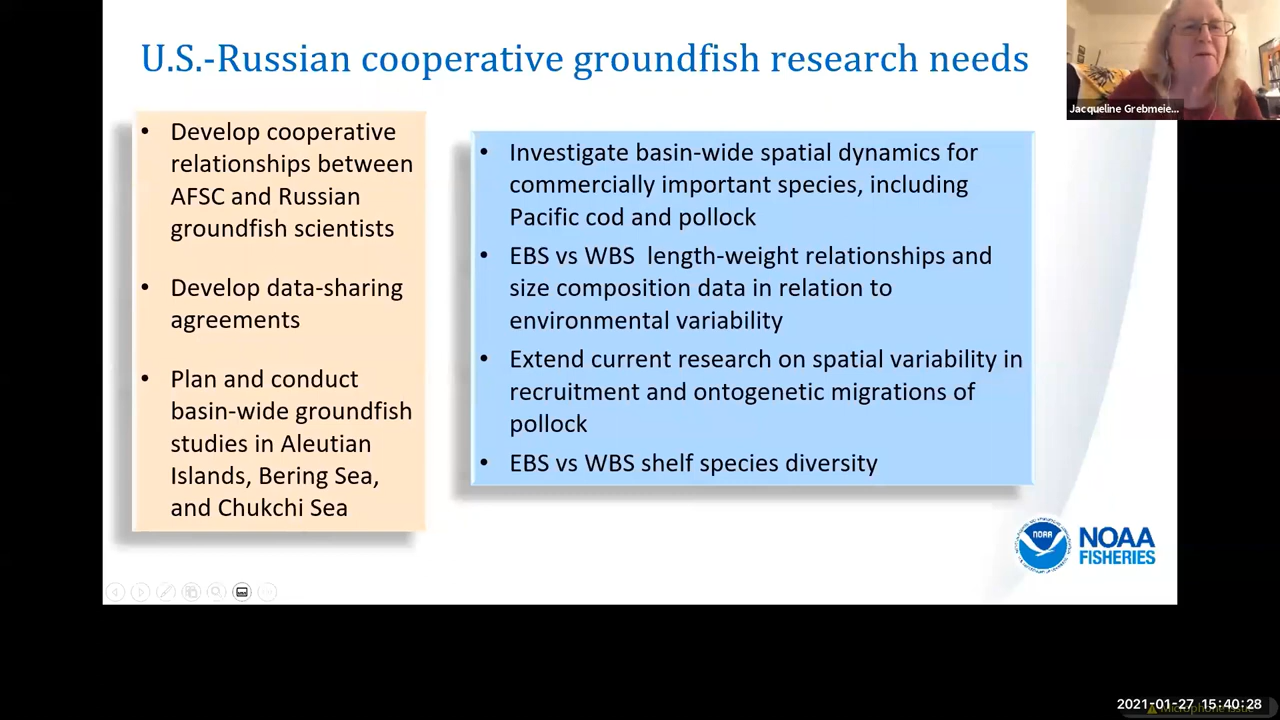 U.S.-Russian cooperative groundfish research needs
Jacqueline Grebmeie...
• Develop cooperative
relationships between
AFSC and Russian
groundfish scientists
• Develop data-sharing
agreements
• Plan and conduct
basin-wide groundfish
studies in Aleutian
Islands, Bering Sea,
and Chukchi Sea
• Investigate basin-wide spatial dynamics for
commercially important species, including
Pacific cod and pollock
• EBS vs WBS length-weight relationships and
size composition data in relation to
environmental variability
• Extend current research on spatial variability in
recruitment and ontogenetic migrations of
pollock
• EBS vs WBS shelf species diversity
NOAA
NOAA
FISHERIES
2021-01-27 15:40:28